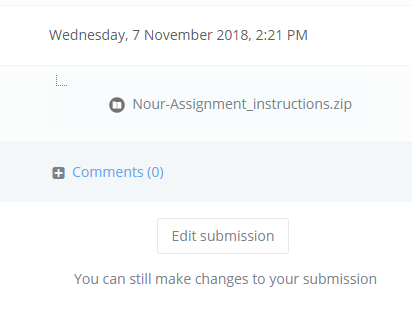 Wednesday, 7 November 2018, 2:21 PM
Nour-Assignment_instructions.zip
Comments (0)
Edit submission
You can still make changes to your submission